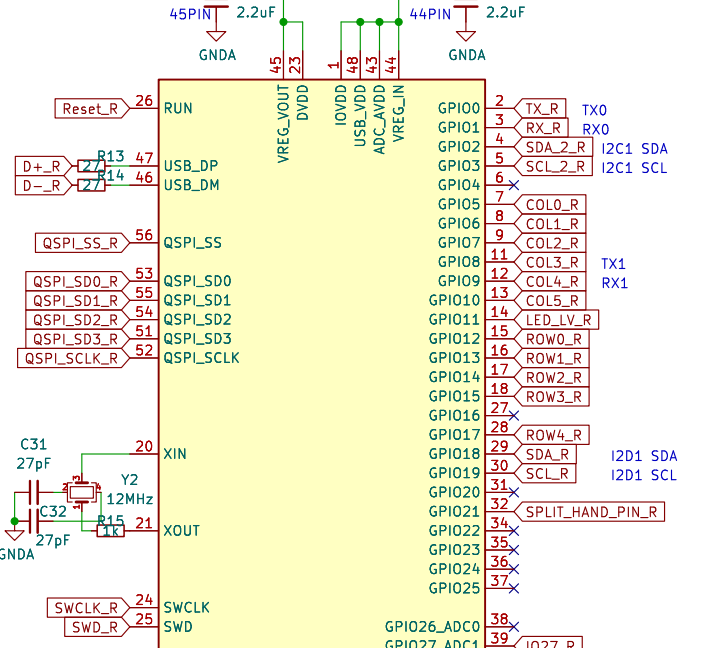 45PIN 2.2uF 44PIN 2.2uF
GNDA GNDA
45 23 1 48 43 44
VREG_VOUT DVDD IOVDD USB_VDD ADC_AVDD VREG_IN
Reset_R 26 RUN GPIO0 2 TX_R TX0
GPIO1 3 RX_R RX0
GPIO2 4 SDA_2_R I2C1 SDA
R13
D+_R 27 47 USB_DP GPIO3 5 SCL_2_R I2C1 SCL
R14
D-_R 27 46 USB_DM GPIO4 6
GPIO5 7 COL0_R
GPIO6 8 COL1_R
QSPI_SS_R 56 QSPI_SS GPIO7 9 COL2_R
GPIO8 11 COL3_R TX1
QSPI_SD0_R 53 QSPI_SD0 GPIO9 12 COL4_R RX1
QSPI_SD1_R 55 QSPI_SD1 GPIO10 13 COL5_R
QSPI_SD2_R 54 QSPI_SD2 GPIO11 14 LED_LV_R
QSPI_SD3_R 51 QSPI_SD3 GPIO12 15 ROW0_R
QSPI_SCLK_R 52 QSPI_SCLK GPIO13 16 ROW1_R
GPIO14 17 ROW2_R
GPIO15 18 ROW3_R
GPIO16 27
GPIO17 28 ROW4_R
C31
27pF
20 XIN GPIO18 29 SDA_R I2D1 SDA
GPIO19 30 SCL_R I2D1 SCL
Y2
12MHz
2 3 1 4
GPIO20 31
C32
27pF
GPIO21 32 SPLIT_HAND_PIN_R
R15
1k 21 XOUT GPIO22 34
GNDA
GPIO23 35
GPIO24 36
GPIO25 37
SWCLK_R 24 SWCLK
SWD_R 25 SWD GPIO26_ADC0 38
GPIO27_ADC1 39 IO27_R